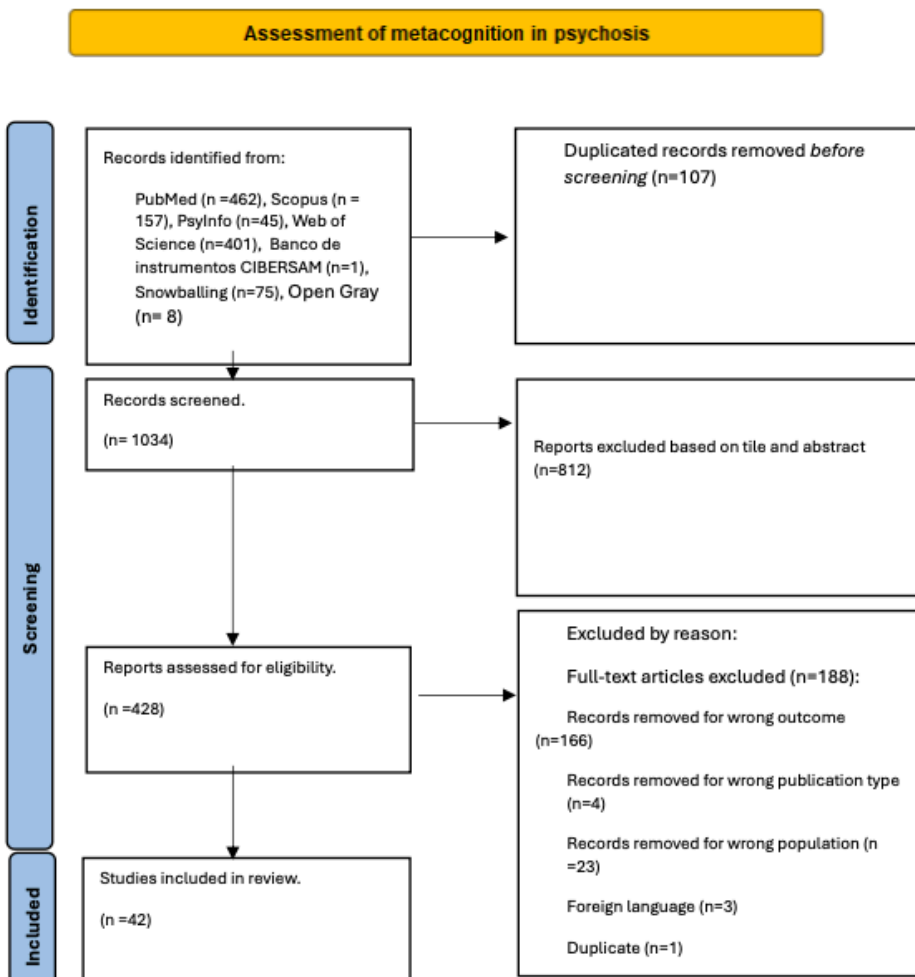 Assessment of metacognition in psychosis
Identification
Records identified from:
PubMed (n =462), Scopus (n =
157), PsyInfo (n=45), Web of
Science (n=401), Banco de
instrumentos CIBERSAM (n=1),
Snowballing (n=75), Open Gray
(n= 8)
Duplicated records removed before
screening (n=107)
Screening
Records screened.
(n= 1034)
Reports excluded based on tile and abstract
(n=812)
Reports assessed for eligibility.
(n =428)
Excluded by reason:
Full-text articles excluded (n=188):
Records removed for wrong outcome
(n=166)
Records removed for wrong publication type
(n=4)
Records removed for wrong population (n
=23)
Foreign language (n=3)
Duplicate (n=1)
Included
Studies included in review.
(n =42)